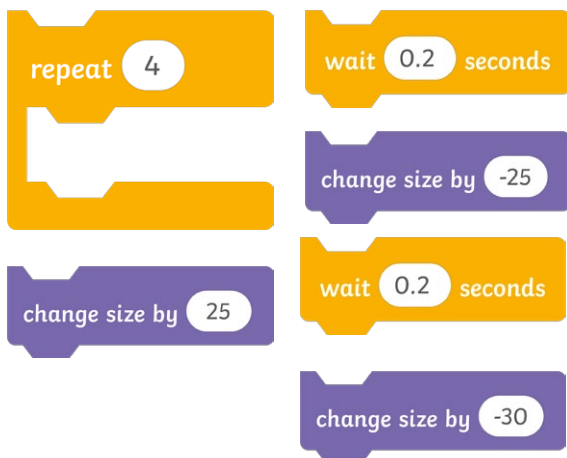 repeat 4
change size by 25
wait 0.2 seconds
change size by -25
wait 0.2 seconds
change size by -30